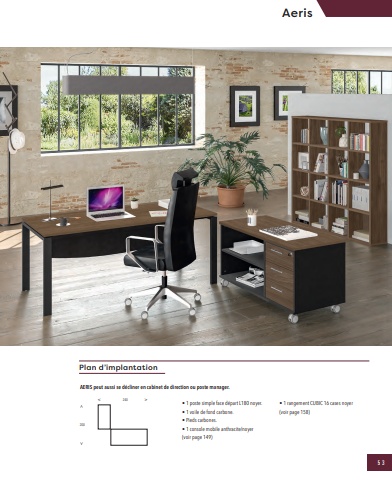 Aeris
Plan d'implantation
AERIS peut aussi se décliner en cabinet de direction ou poste manager.
• 1 poste simple face départ L180 noyer.
• 1 voile de fond carbone.
• Pieds carbones.
• 1 console mobile anthracite/noyer
(voir page 149)
• 1 rangement CUBIC 16 cases noyer
(voir page 158)
53